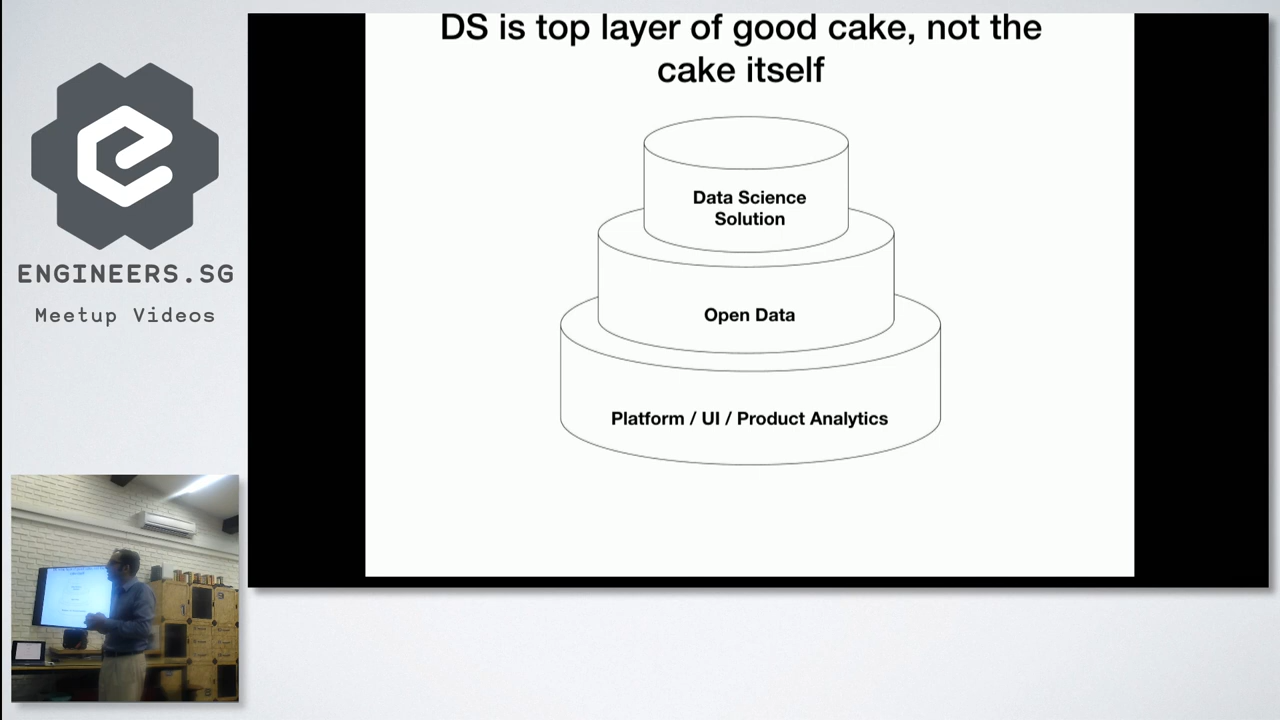 DS is top layer of good cake, not the
cake itself
Data Science
Solution
Open Data
Platform / UI / Product Analytics
ENGINEERS.SG
Meetup Videos